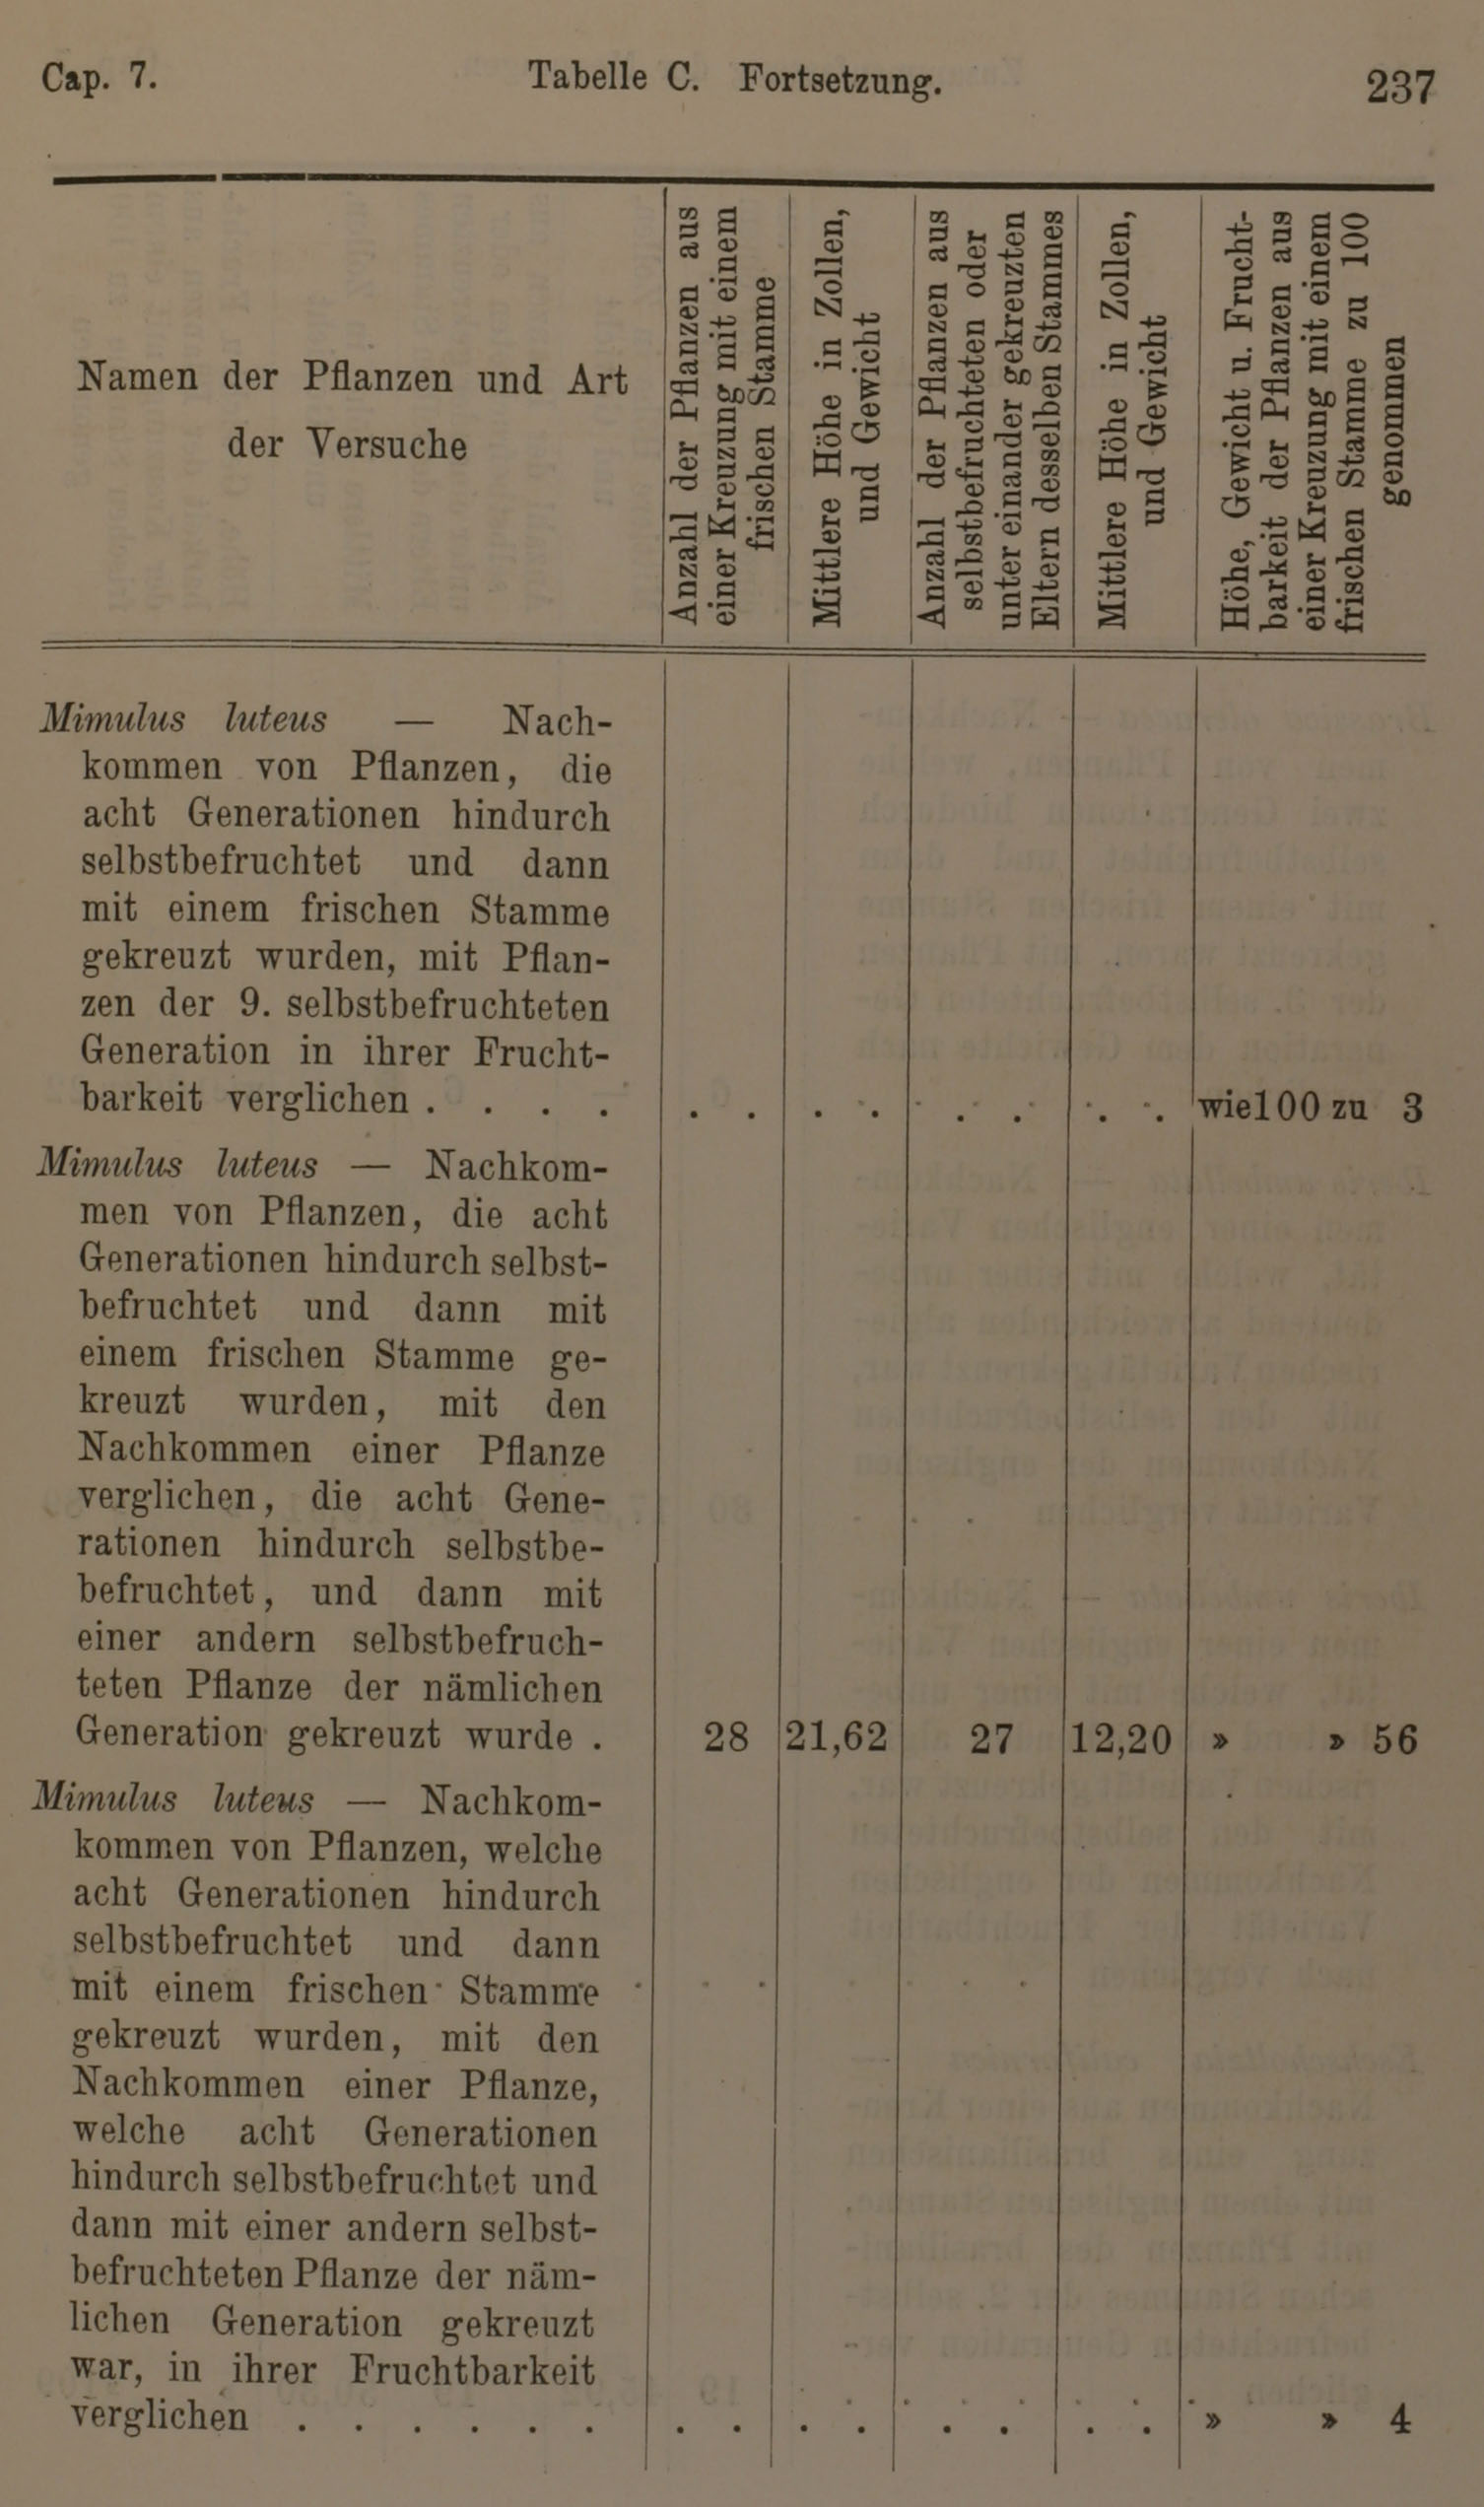 Cap. 7.
Tabelle C. Fortsetzung.
237
Namen der Pflanzen und Art
der Versuche
Anzahl der Pflanzen aus
einer Kreuzung mit einem
frischen Stamme
Mittlere Höhe in Zollen,
und Gewicht
Anzahl der Pflanzen aus
selbstbefruchteten oder
unter einander gekreuzten
Eltern desselben Stammes
Mittlere Höhe in Zollen,
und Gewicht
Höhe, Gewicht u. Frucht-
barkeit der Pflanzen aus
einer Kreuzung mit einem
frischen Stamme zu 100
genommen
Mimulus luteus — Nach-
kommen von Pflanzen, die
acht Generationen hindurch
selbstbefruchtet und dann
mit einem frischen Stamme
gekreuzt wurden, mit Pflan-
zen der 9. selbstbefruchteten
Generation in ihrer Frucht-
barkeit verglichen . . . . . . . . . . . . wie 100 zu 3
Mimulus luteus — Nachkom-
men von Pflanzen, die acht
Generationen hindurch selbst-
befruchtet und dann mit
einem frischen Stamme ge-
kreuzt wurden, mit den
Nachkommen einer Pflanze
verglichen, die acht Gene-
rationen hindurch selbstbe-
befruchtet, und dann mit
einer andern selbstbefruch-
teten Pflanze der nämlichen
Generation gekreuzt wurde . 28 21,62 27 12,20 » » 56
Mimulus luteus — Nachkom-
kommen von Pflanzen, welche
acht Generationen hindurch
selbstbefruchtet und dann
mit einem frischen Stamme
gekreuzt wurden, mit den
Nachkommen einer Pflanze,
welche acht Generationen
hindurch selbstbefruchtet und
dann mit einer andern selbst-
befruchteten Pflanze der näm-
lichen Generation gekreuzt
war, in ihrer Fruchtbarkeit
verglichen . . . . . . . . . . . . . . » » 4